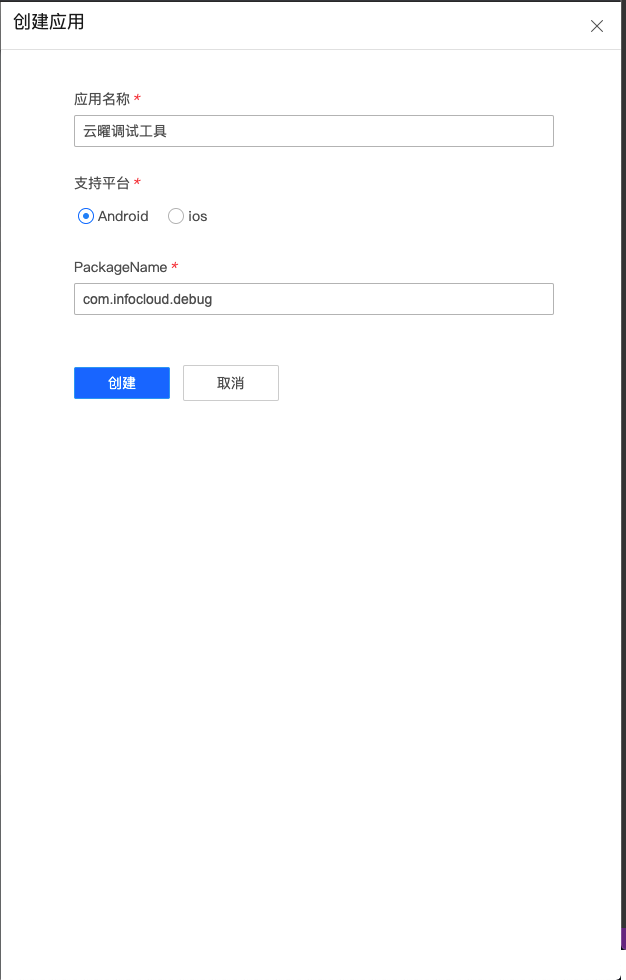 创建应用
应用名称 *
云曜调试工具
支持平台 *
Android ios
PackageName *
com.infocloud.debug
创建 取消